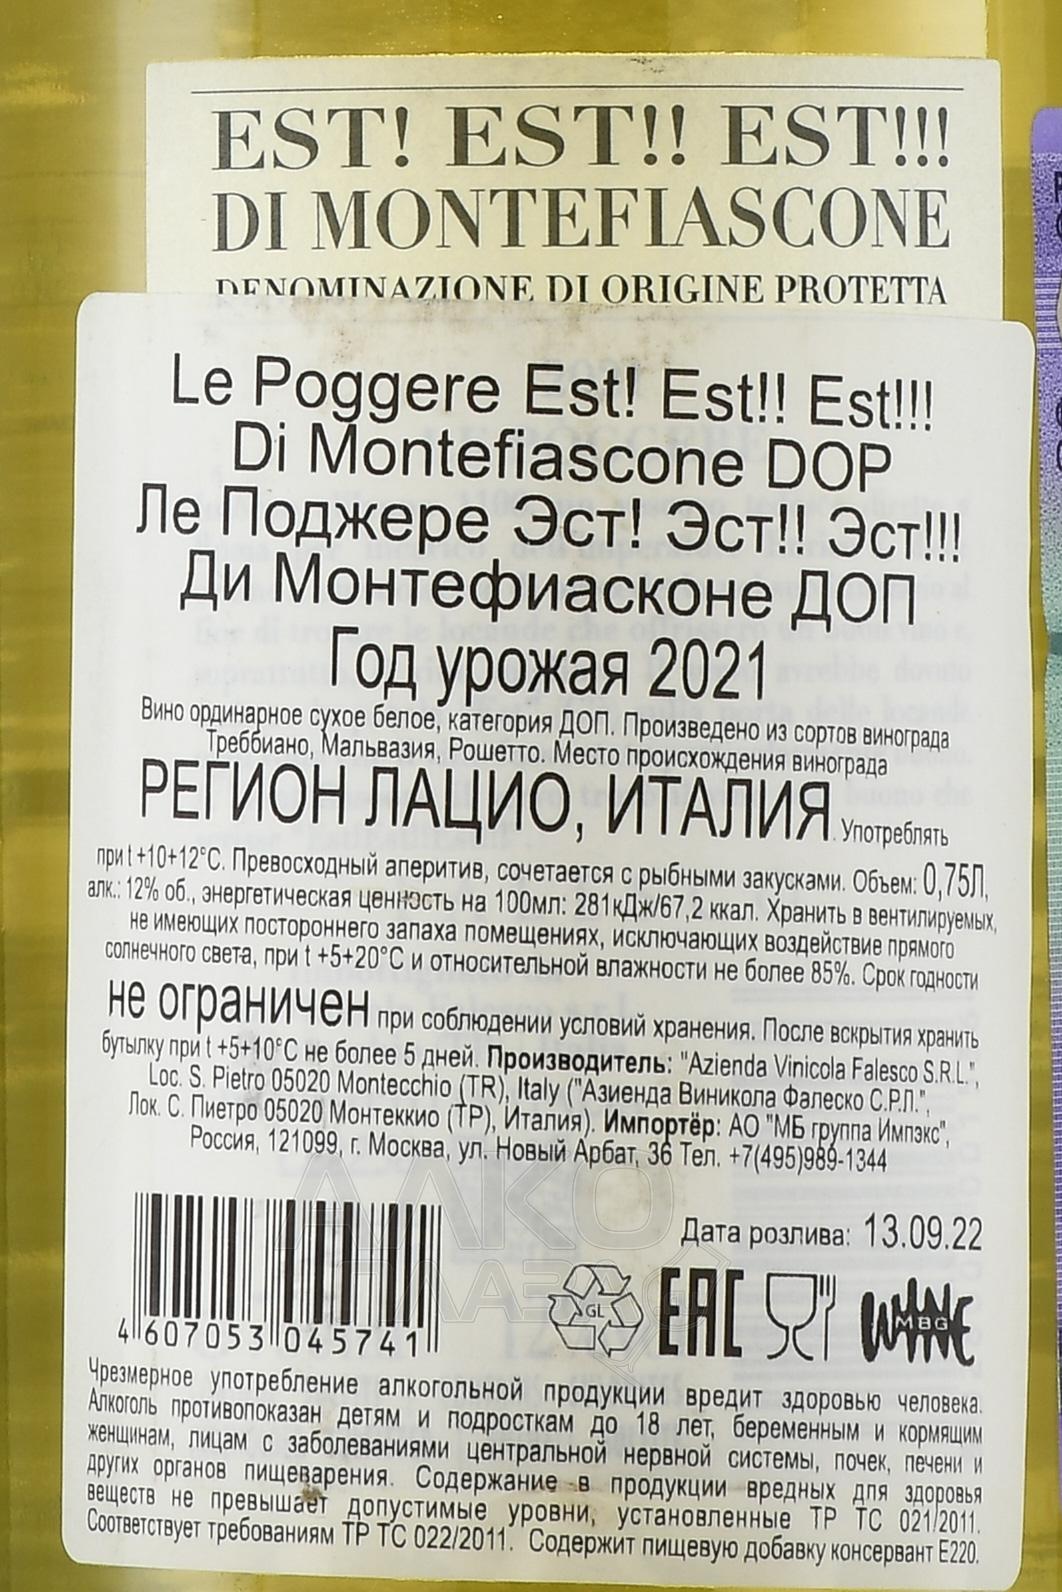 EST! EST!! EST!!!
DI MONTEFIASCONE
DENOMINAZIONE DI ORIGINE PROTETTA
Le Poggere Est! Est!! Est!!!
Di Montefiascone DOP
Ле Поджере Эст! Эст!! Эст!!!
Ди Монтефиасконе ДОП
Год урожая 2021
Вино ординарное сухое белое, категория ДОП. Произведено из сортов винограда
Треббиано, Мальвазия, Рошетто. Место происхождения винограда
РЕГИОН ЛАЦИО, ИТАЛИЯ. Употреблять
при t +10+12°C. Превосходный аперитив, сочетается с рыбными закусками. Объем: 0,75Л,
алк.: 12% об., энергетическая ценность на 100мл: 281кДж/67,2 ккал. Хранить в вентилируемых,
не имеющих постороннего запаха помещениях, исключающих воздействие прямого
солнечного света, при t +5+20°C и относительной влажности не более 85%. Срок годности
не ограничен при соблюдении условий хранения. После вскрытия хранить
бутылку при t +5+10°C не более 5 дней. Производитель: "Azienda Vinicola Falesco S.R.L.",
Loc. S. Pietro 05020 Montecchio (TR), Italy ("Азиенда Виникола Фалеско С.Р.Л.",
Лок. С. Пиетро 05020 Монтеккио (ТР), Италия). Импортёр: АО "МБ группа Импэкс",
Россия, 121099, г. Москва, ул. Новый Арбат, 36 Тел. +7(495)989-1344
Дата розлива: 13.09.22
GL
EAC
WINE
MBG
4 607053 045741
АЛКО
ПЛАЗА
Чрезмерное употребление алкогольной продукции вредит здоровью человека.
Алкоголь противопоказан детям и подросткам до 18 лет, беременным и кормящим
женщинам, лицам с заболеваниями центральной нервной системы, почек, печени и
других органов пищеварения. Содержание в продукции вредных для здоровья
веществ не превышает допустимые уровни, установленные ТР ТС 021/2011.
Соответствует требованиям ТР ТС 022/2011. Содержит пищевую добавку консервант Е220.